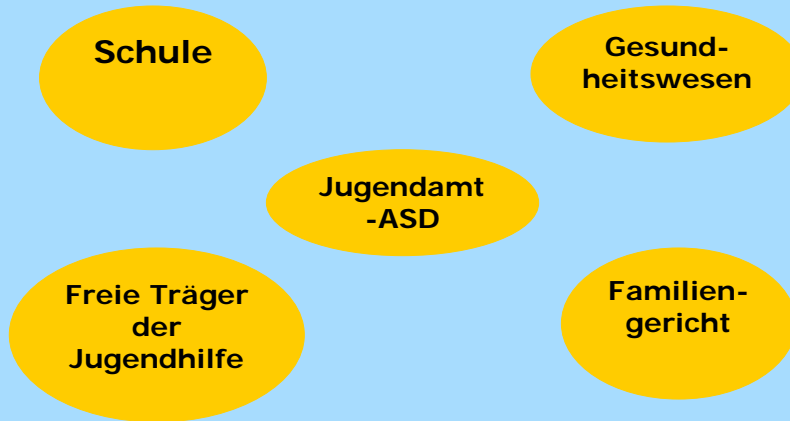 Schule
Gesund-
heitswesen
Jugendamt
-ASD
Freie Träger
der
Jugendhilfe
Familien-
gericht